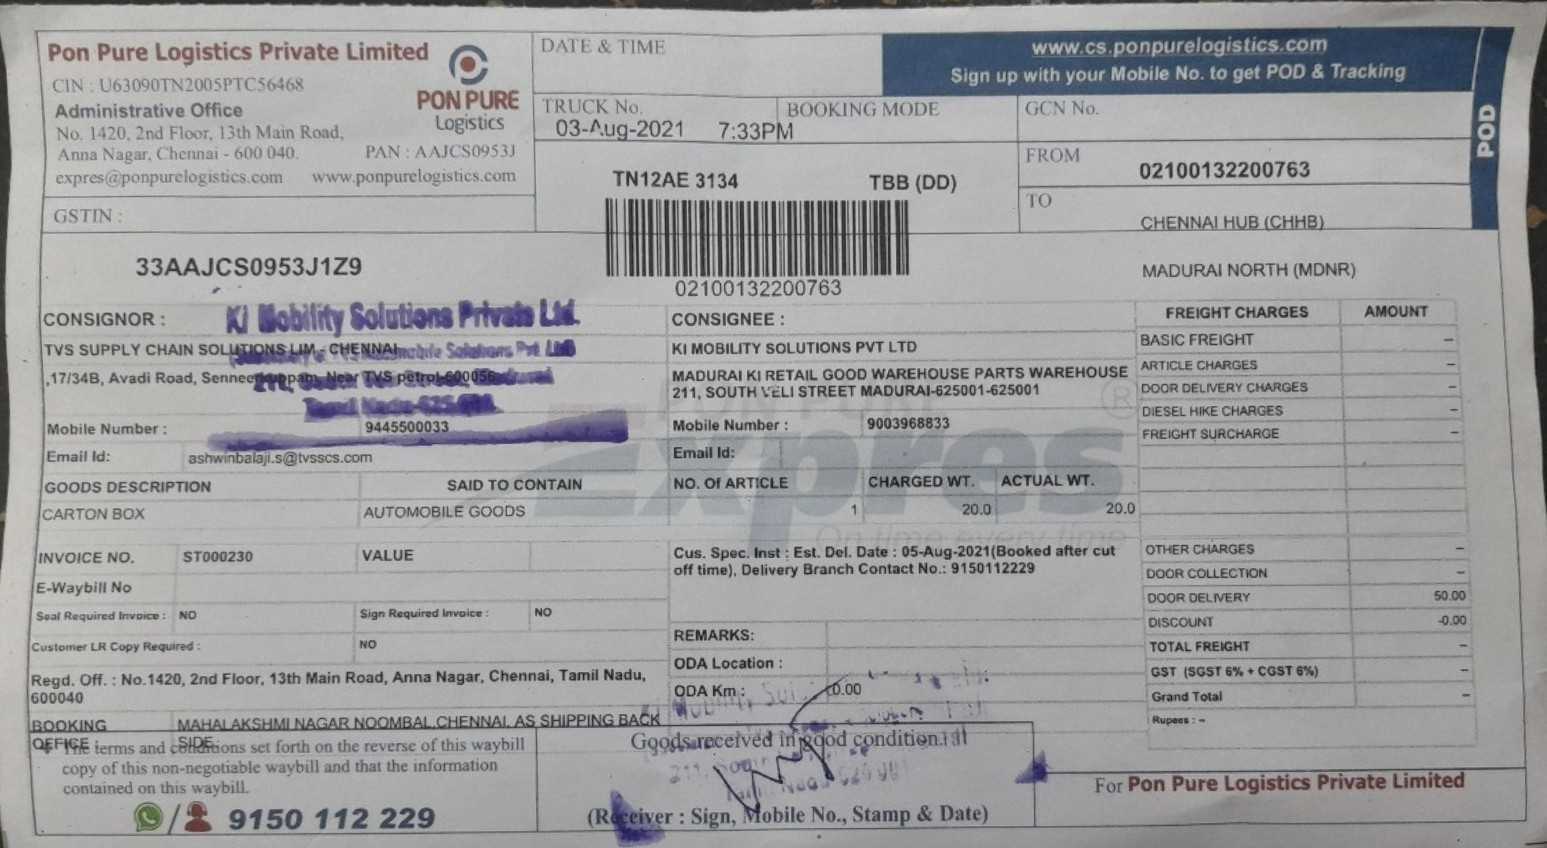 Pon Pure Logistics Private Limited
CIN : U63090TN2005PTC56468
Administrative Office
No. 1420, 2nd Floor, 13th Main Road,
Anna Nagar, Chennai - 600 040. PAN : AAJCS0953J
expres@ponpurelogistics.com www.ponpurelogistics.com
PON PURE
Logistics
GSTIN :
33AAJCS0953J1Z9
DATE & TIME
TRUCK No. BOOKING MODE
03-Aug-2021 7:33PM
TN12AE 3134 TBB (DD)
02100132200763
www.cs.ponpurelogistics.com
Sign up with your Mobile No. to get POD & Tracking
POD
GCN No.
FROM
02100132200763
TO
CHENNAI HUB (CHHB)
MADURAI NORTH (MDNR)
CONSIGNOR : KI Mobility Solutions Private Ltd.
TVS SUPPLY CHAIN SOLUTIONS LIM - CHENNAI
,17/34B, Avadi Road, Senneerkuppam, Near TVS petrol-600056
Mobile Number : 9445500033
Email Id: ashwinbalaji.s@tvsscs.com
CONSIGNEE :
KI MOBILITY SOLUTIONS PVT LTD
MADURAI KI RETAIL GOOD WAREHOUSE PARTS WAREHOUSE
211, SOUTH VELI STREET MADURAI-625001-625001
Mobile Number : 9003968833
Email Id:
GOODS DESCRIPTION SAID TO CONTAIN NO. Of ARTICLE CHARGED WT. ACTUAL WT.
CARTON BOX AUTOMOBILE GOODS 1 20.0 20.0
Expres
On time every time
INVOICE NO. ST000230 VALUE
E-Waybill No
Seal Required Invoice : NO Sign Required Invoice : NO
Customer LR Copy Required : NO
Regd. Off. : No.1420, 2nd Floor, 13th Main Road, Anna Nagar, Chennai, Tamil Nadu,
600040
BOOKING MAHALAKSHMI NAGAR NOOMBAL,CHENNAI,AS SHIPPING BACK
OFFICE SIDE
Cus. Spec. Inst : Est. Del. Date : 05-Aug-2021(Booked after cut
off time), Delivery Branch Contact No.: 9150112229
REMARKS:
ODA Location :
ODA Km : 0.00
FREIGHT CHARGES AMOUNT
BASIC FREIGHT –
ARTICLE CHARGES –
DOOR DELIVERY CHARGES –
DIESEL HIKE CHARGES –
FREIGHT SURCHARGE –
OTHER CHARGES –
DOOR COLLECTION –
DOOR DELIVERY 50.00
DISCOUNT -0.00
TOTAL FREIGHT –
GST (SGST 6% + CGST 6%) –
Grand Total –
Rupees : –
The terms and conditions set forth on the reverse of this waybill
copy of this non-negotiable waybill and that the information
contained on this waybill.
/ 9150 112 229
Goods received in good condition.
(Receiver : Sign, Mobile No., Stamp & Date)
For Pon Pure Logistics Private Limited